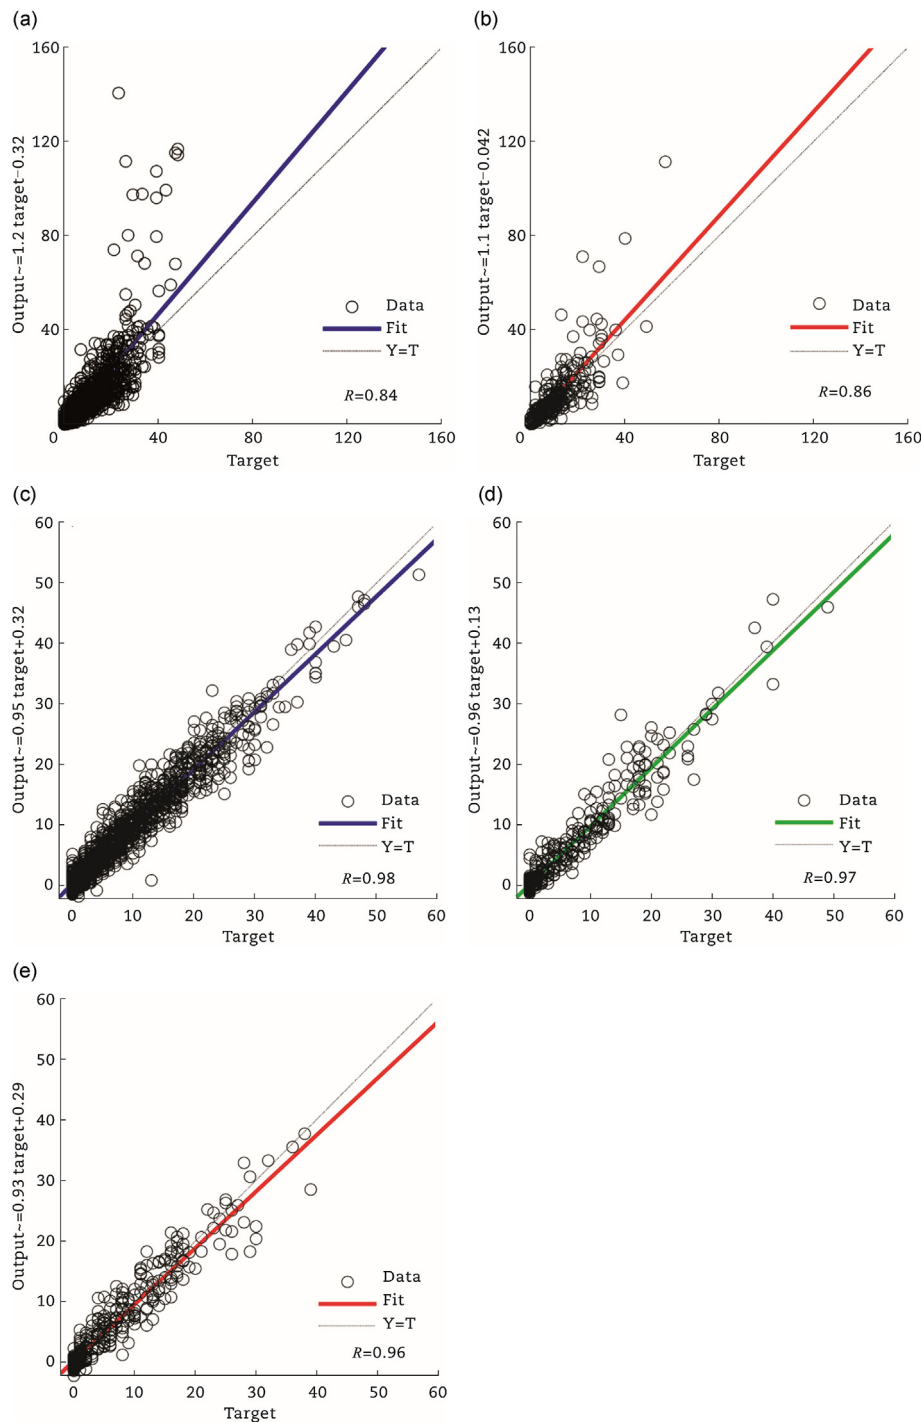 (a)
160
120
80
40
0
40
80
120
160
Output~=1.2 target−0.32
Target
Data
Fit
Y=T
R=0.84
(b)
160
120
80
40
0
40
80
120
160
Output~=1.1 target−0.042
Target
Data
Fit
Y=T
R=0.86
(c)
60
50
40
30
20
10
0
0
10
20
30
40
50
60
Output~=0.95 target+0.32
Target
Data
Fit
Y=T
R=0.98
(d)
60
50
40
30
20
10
0
0
10
20
30
40
50
60
Output~=0.96 target+0.13
Target
Data
Fit
Y=T
R=0.97
(e)
60
50
40
30
20
10
0
0
10
20
30
40
50
60
Output~=0.93 target+0.29
Target
Data
Fit
Y=T
R=0.96